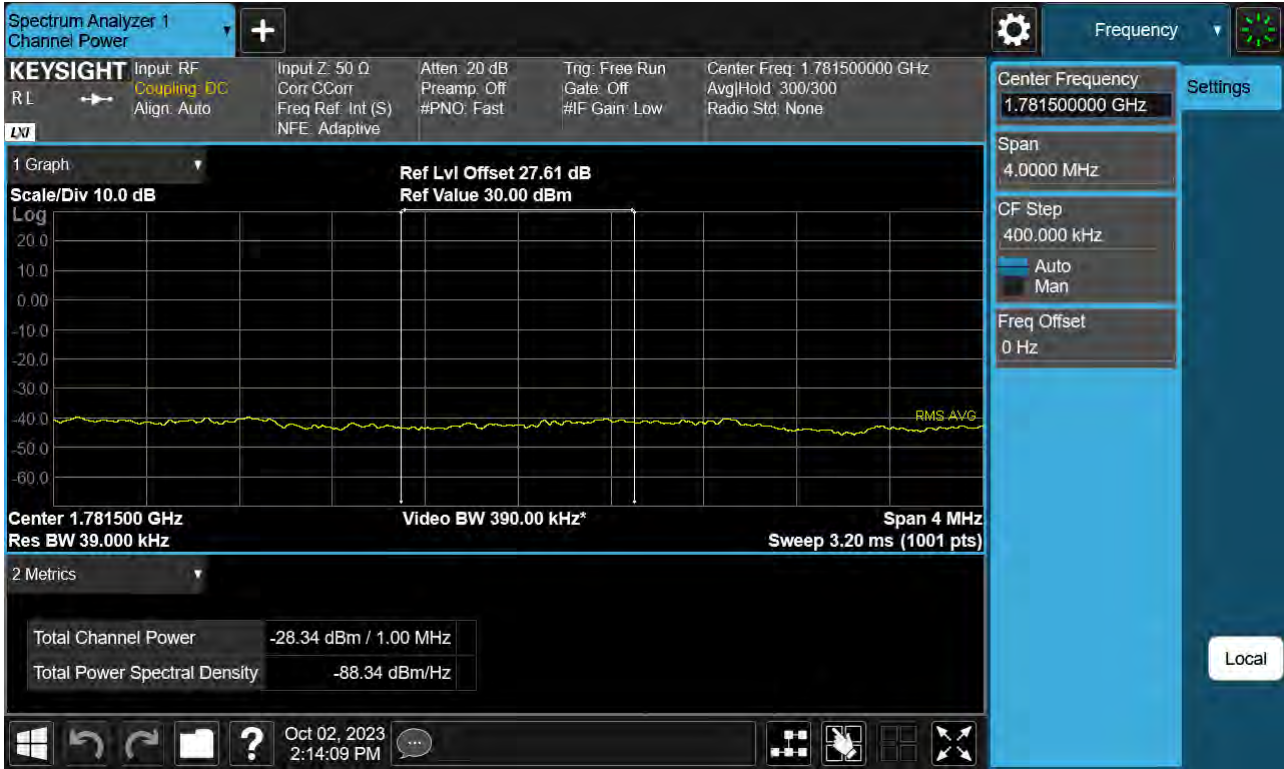 Spectrum Analyzer 1
Channel Power
+
Frequency
KEYSIGHT
RL
LXI
Input: RF
Coupling: DC
Align: Auto
Input Z: 50 Ω
Corr CCorr
Freq Ref: Int (S)
NFE: Adaptive
Atten: 20 dB
Preamp: Off
#PNO: Fast
Trig: Free Run
Gate: Off
#IF Gain: Low
Center Freq: 1.781500000 GHz
Avg|Hold: 300/300
Radio Std: None
Center Frequency
1.781500000 GHz
Settings
Span
4.0000 MHz
CF Step
400.000 kHz
Auto
Man
Freq Offset
0 Hz
1 Graph
Scale/Div 10.0 dB
Ref Lvl Offset 27.61 dB
Ref Value 30.00 dBm
Log
20.0
10.0
0.00
-10.0
-20.0
-30.0
-40.0
-50.0
-60.0
RMS AVG
Center 1.781500 GHz
Res BW 39.000 kHz
Video BW 390.00 kHz*
Span 4 MHz
Sweep 3.20 ms (1001 pts)
2 Metrics
Total Channel Power -28.34 dBm / 1.00 MHz
Total Power Spectral Density -88.34 dBm/Hz
Local
?
Oct 02, 2023
2:14:09 PM